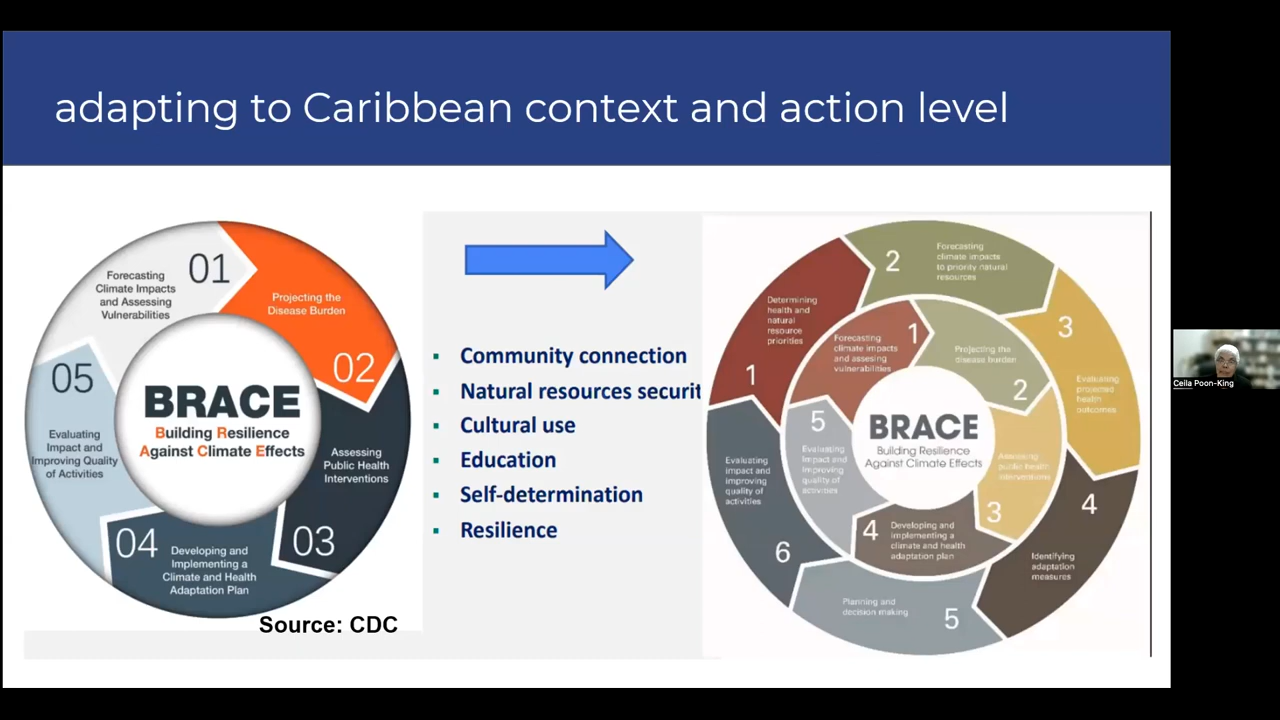 adapting to Caribbean context and action level
01
Forecasting
Climate Impacts
and Assessing
Vulnerabilities
Projecting the
Disease Burden
02
05
BRACE
Building Resilience
Against Climate Effects
Evaluating
Impact and
Improving Quality
of Activities
Assessing
Public Health
Interventions
04
03
Developing and
Implementing a
Climate and Health
Adaptation Plan
Source: CDC
▪ Community connection
▪ Natural resources securit
▪ Cultural use
▪ Education
▪ Self-determination
▪ Resilience
2
Forecasting
climate impacts
to priority natural
resources
Determining
health and
natural
resource
priorities
1
3
Evaluating
projected
health
outcomes
4
Identifying
adaptation
measures
Planning and
decision making
5
Evaluating
impact and
improving
quality of
activities
6
1
Forecasting
climate impacts
and assesing
vulnerabilities
Projecting the
disease burden
2
Assessing
public health
interventions
3
4
Developing and
implementing a
climate and health
adaptation plan
5
Evaluating
impact and
improving
quality of
activities
BRACE
Building Resilience
Against Climate Effects
Ceila Poon-King